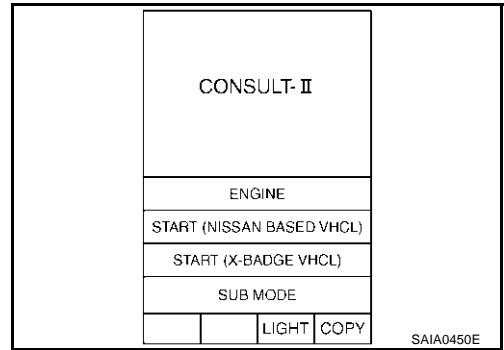 CONSULT-II
ENGINE
START (NISSAN BASED VHCL)
START (X-BADGE VHCL)
SUB MODE
LIGHT COPY
SAIA0450E